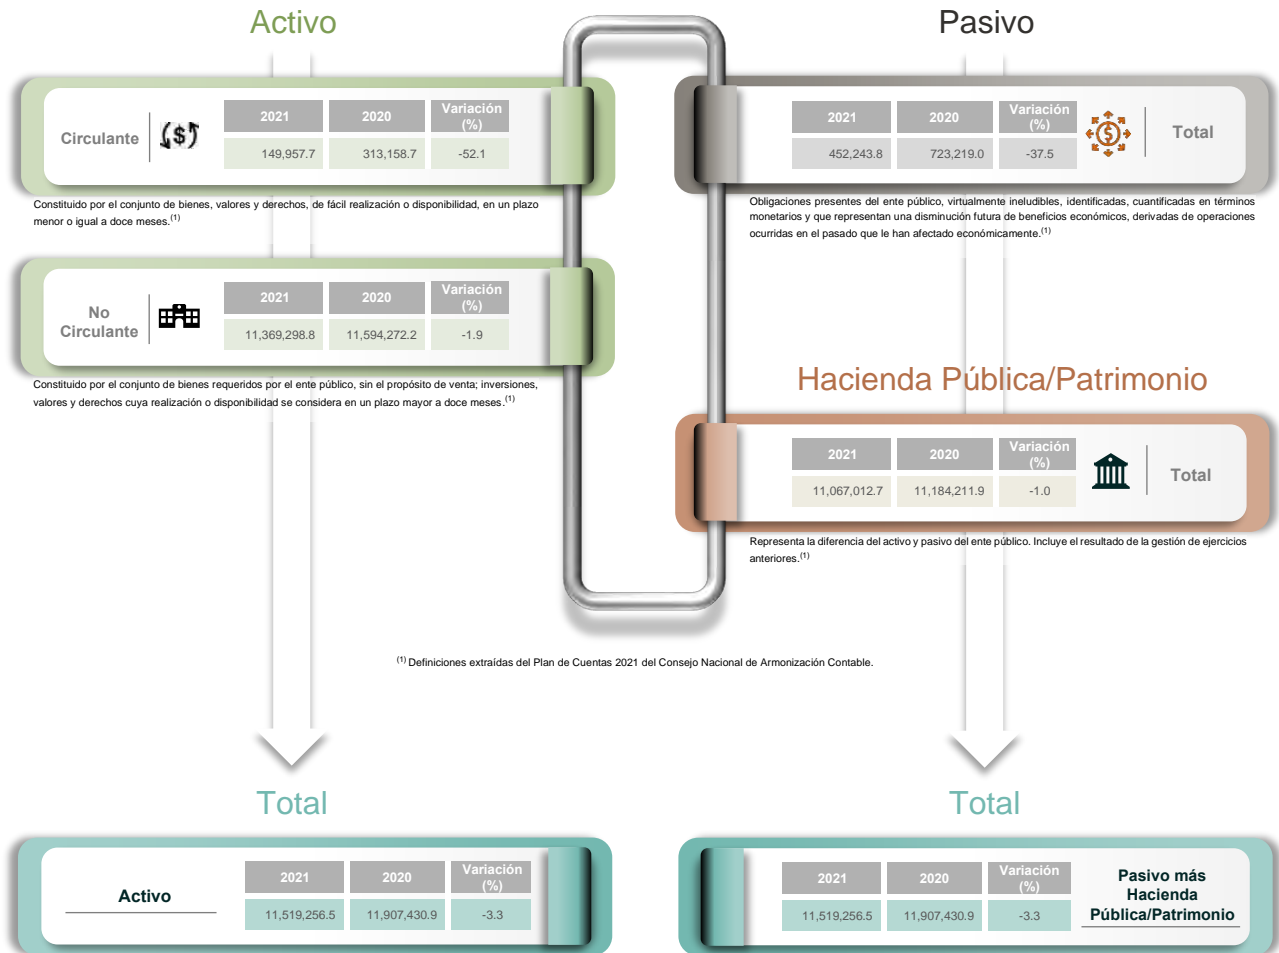 Activo
Circulante
2021 2020 Variación (%)
149,957.7 313,158.7 -52.1
Constituido por el conjunto de bienes, valores y derechos, de fácil realización o disponibilidad, en un plazo
menor o igual a doce meses.(1)
No
Circulante
2021 2020 Variación (%)
11,369,298.8 11,594,272.2 -1.9
Constituido por el conjunto de bienes requeridos por el ente público, sin el propósito de venta; inversiones,
valores y derechos cuya realización o disponibilidad se considera en un plazo mayor a doce meses.(1)
Pasivo
2021 2020 Variación (%)
452,243.8 723,219.0 -37.5
Total
Obligaciones presentes del ente público, virtualmente ineludibles, identificadas, cuantificadas en términos
monetarios y que representan una disminución futura de beneficios económicos, derivadas de operaciones
ocurridas en el pasado que le han afectado económicamente.(1)
Hacienda Pública/Patrimonio
2021 2020 Variación (%)
11,067,012.7 11,184,211.9 -1.0
Total
Representa la diferencia del activo y pasivo del ente público. Incluye el resultado de la gestión de ejercicios
anteriores.(1)
(1) Definiciones extraídas del Plan de Cuentas 2021 del Consejo Nacional de Armonización Contable.
Total
Activo
2021 2020 Variación (%)
11,519,256.5 11,907,430.9 -3.3
Total
2021 2020 Variación (%)
11,519,256.5 11,907,430.9 -3.3
Pasivo más
Hacienda
Pública/Patrimonio